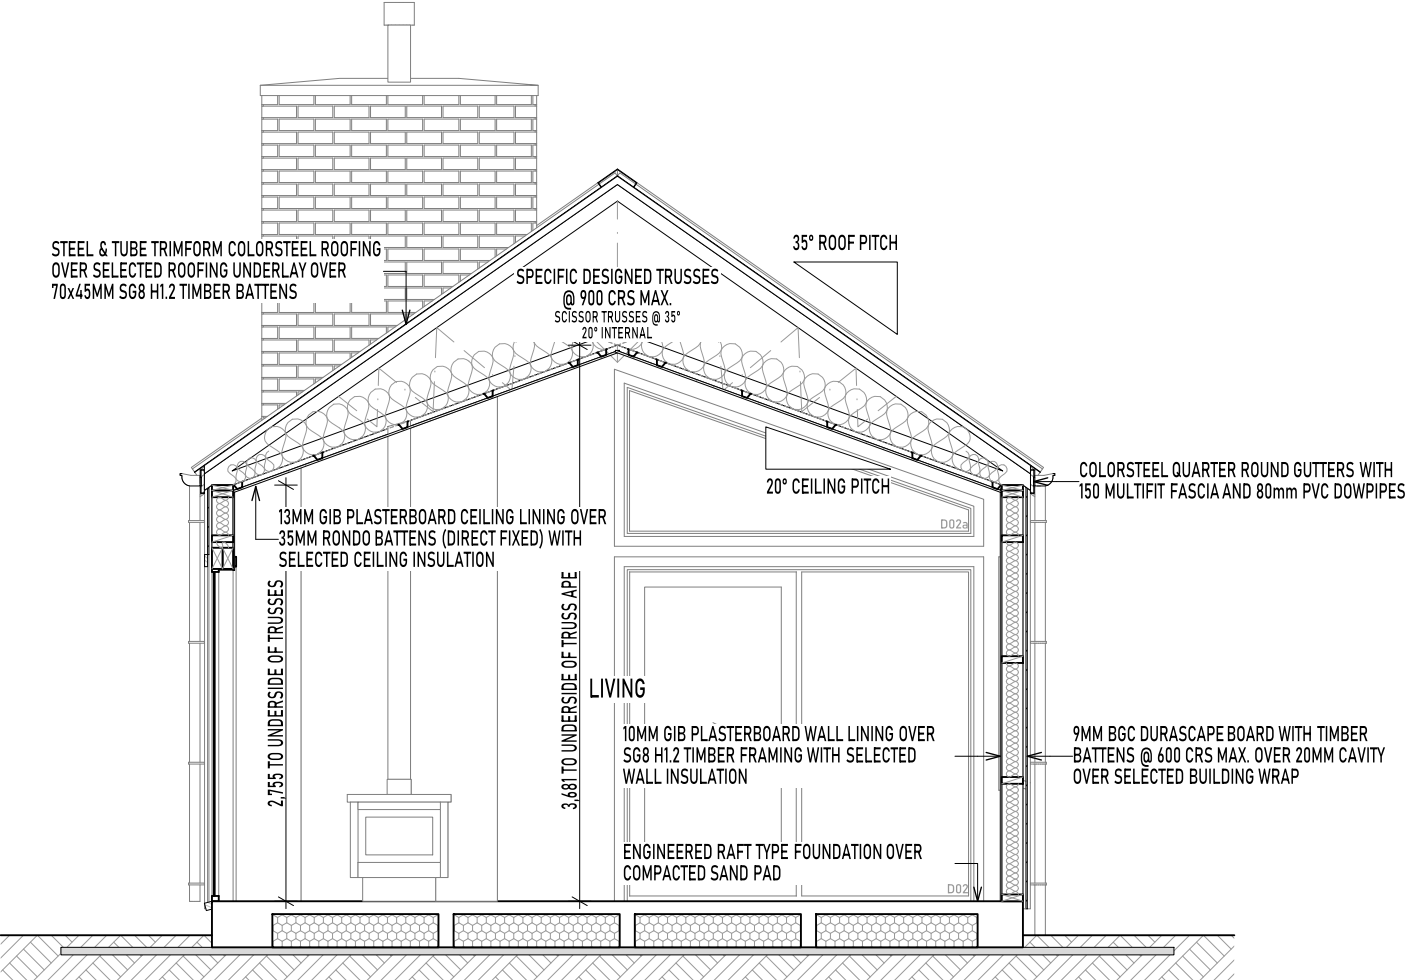 35° ROOF PITCH
STEEL & TUBE TRIMFORM COLORSTEEL ROOFING
OVER SELECTED ROOFING UNDERLAY OVER
70x45MM SG8 H1.2 TIMBER BATTENS
SPECIFIC DESIGNED TRUSSES
@ 900 CRS MAX.
SCISSOR TRUSSES @ 35°
20° INTERNAL
COLORSTEEL QUARTER ROUND GUTTERS WITH
150 MULTIFIT FASCIA AND 80mm PVC DOWPIPES
20° CEILING PITCH
13MM GIB PLASTERBOARD CEILING LINING OVER
35MM RONDO BATTENS (DIRECT FIXED) WITH
SELECTED CEILING INSULATION
D02a
2,755 TO UNDERSIDE OF TRUSSES
3,681 TO UNDERSIDE OF TRUSS APE
LIVING
10MM GIB PLASTERBOARD WALL LINING OVER
SG8 H1.2 TIMBER FRAMING WITH SELECTED
WALL INSULATION
9MM BGC DURASCAPE BOARD WITH TIMBER
BATTENS @ 600 CRS MAX. OVER 20MM CAVITY
OVER SELECTED BUILDING WRAP
ENGINEERED RAFT TYPE FOUNDATION OVER
COMPACTED SAND PAD
D02